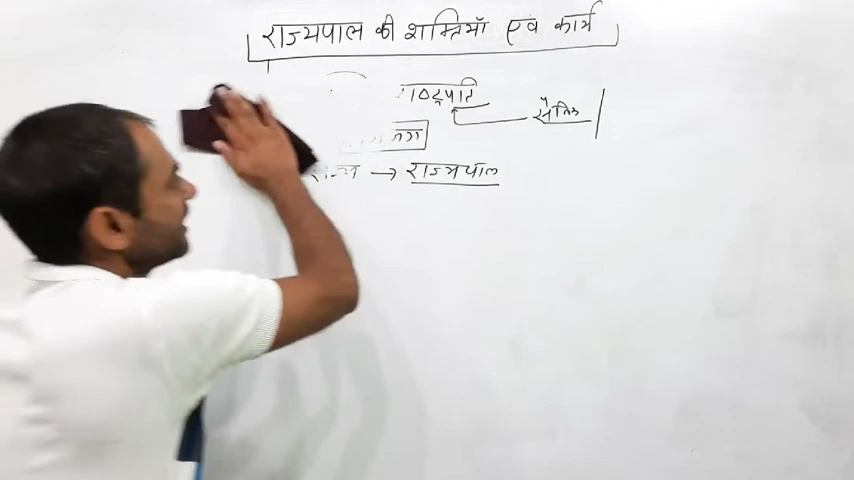 राज्यपाल की शक्तियाँ एवं कार्य
राष्ट्रपति
सैनिक
राज्य → राज्यपाल